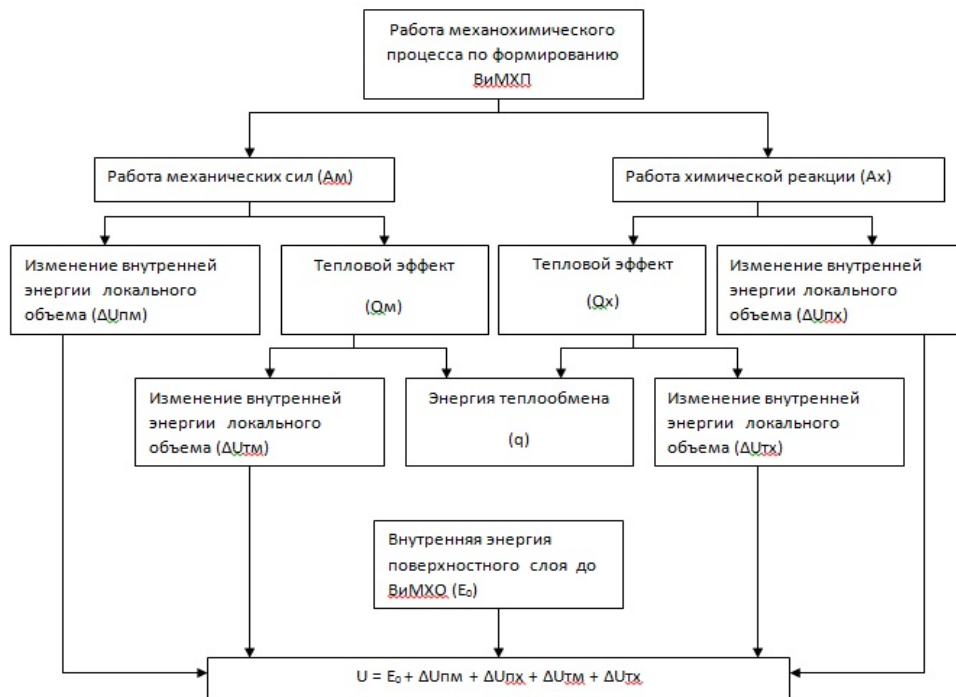 Работа механохимического
процесса по формированию
ВиМХП
Работа механических сил (Ам)
Работа химической реакции (Ах)
Изменение внутренней
энергии локального
объема (ΔUпм)
Тепловой эффект
(Qм)
Тепловой эффект
(Qх)
Изменение внутренней
энергии локального
объема (ΔUпх)
Изменение внутренней
энергии локального
объема (ΔUтм)
Энергия теплообмена
(q)
Изменение внутренней
энергии локального
объема (ΔUтх)
Внутренняя энергия
поверхностного слоя до
ВиМХО (E₀)
U = E₀ + ΔUпм + ΔUпх + ΔUтм + ΔUтх